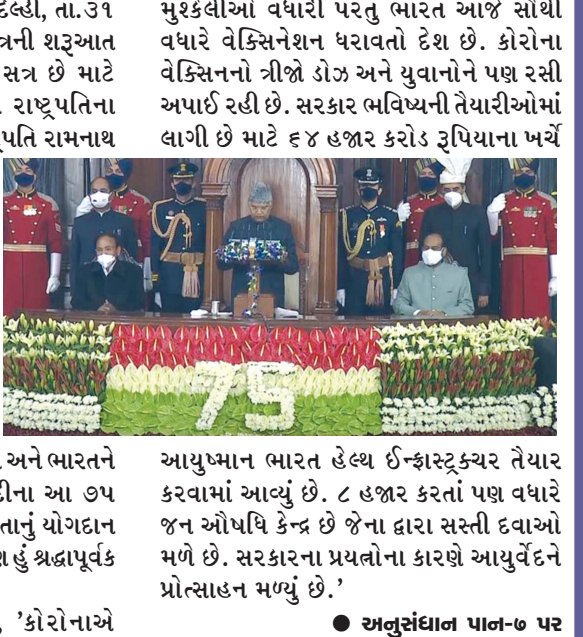 દિલ્હી, તા.૩૧
ત્રની શરૂઆત
સત્ર છે માટે
રાષ્ટ્રપતિના
પતિ રામનાથ
અને ભારતને
દીના આ ૭૫
તાનું યોગદાન
હું શ્રદ્ધાપૂર્વક
'કોરોનાએ
મુશ્કેલીઓ વધારી પરંતુ ભારત આજે સૌથી
વધારે વેક્સિનેશન ધરાવતો દેશ છે. કોરોના
વેક્સિનનો ત્રીજો ડોઝ અને યુવાનોને પણ રસી
અપાઈ રહી છે. સરકાર ભવિષ્યની તૈયારીઓમાં
લાગી છે માટે ૬૪ હજાર કરોડ રૂપિયાના ખર્ચે
75
આયુષ્માન ભારત હેલ્થ ઈન્ફ્રાસ્ટ્રક્ચર તૈયાર
કરવામાં આવ્યું છે. ૮ હજાર કરતાં પણ વધારે
જન ઔષધિ કેન્દ્ર છે જેના દ્વારા સસ્તી દવાઓ
મળે છે. સરકારના પ્રયત્નોના કારણે આયુર્વેદને
પ્રોત્સાહન મળ્યું છે.'
● અનુસંધાન પાન-૭ પર